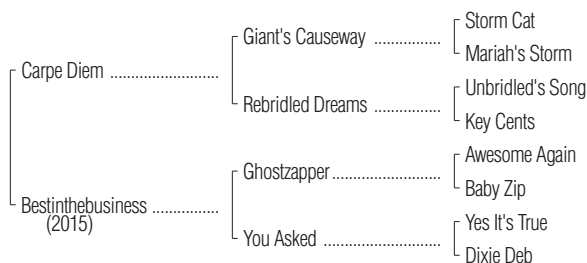 Carpe Diem ........................
Giant's Causeway ...............
Storm Cat
Mariah's Storm
Rebridled Dreams ...............
Unbridled's Song
Key Cents
Bestinthebusiness ...............
(2015)
Ghostzapper.........................
Awesome Again
Baby Zip
You Asked ..........................
Yes It's True
Dixie Deb